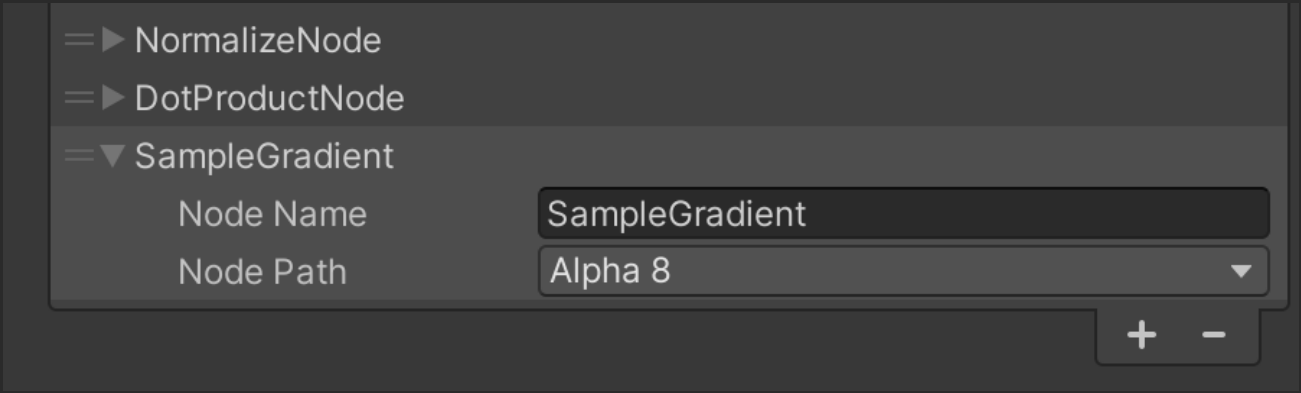 NormalizeNode
DotProductNode
SampleGradient
Node Name SampleGradient
Node Path Alpha 8